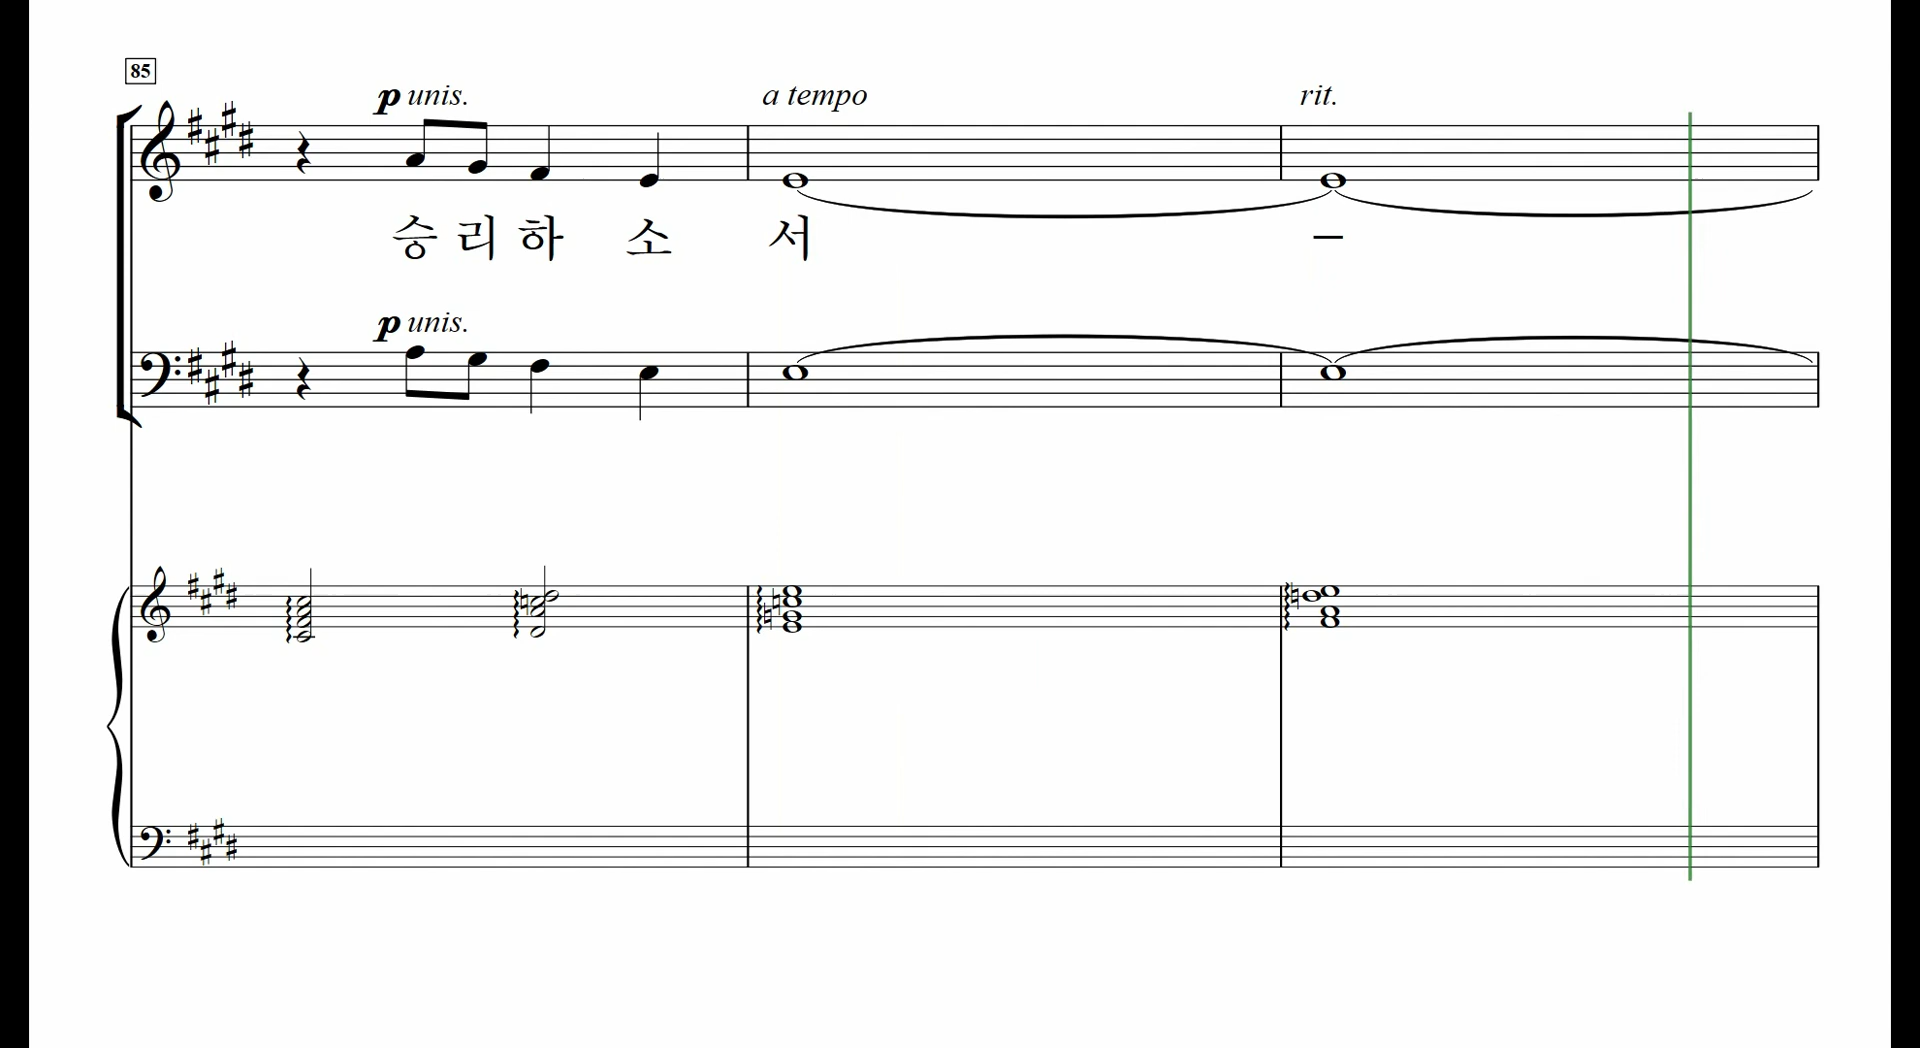 85
p unis. a tempo rit.
승 리 하 소 서 –
p unis.